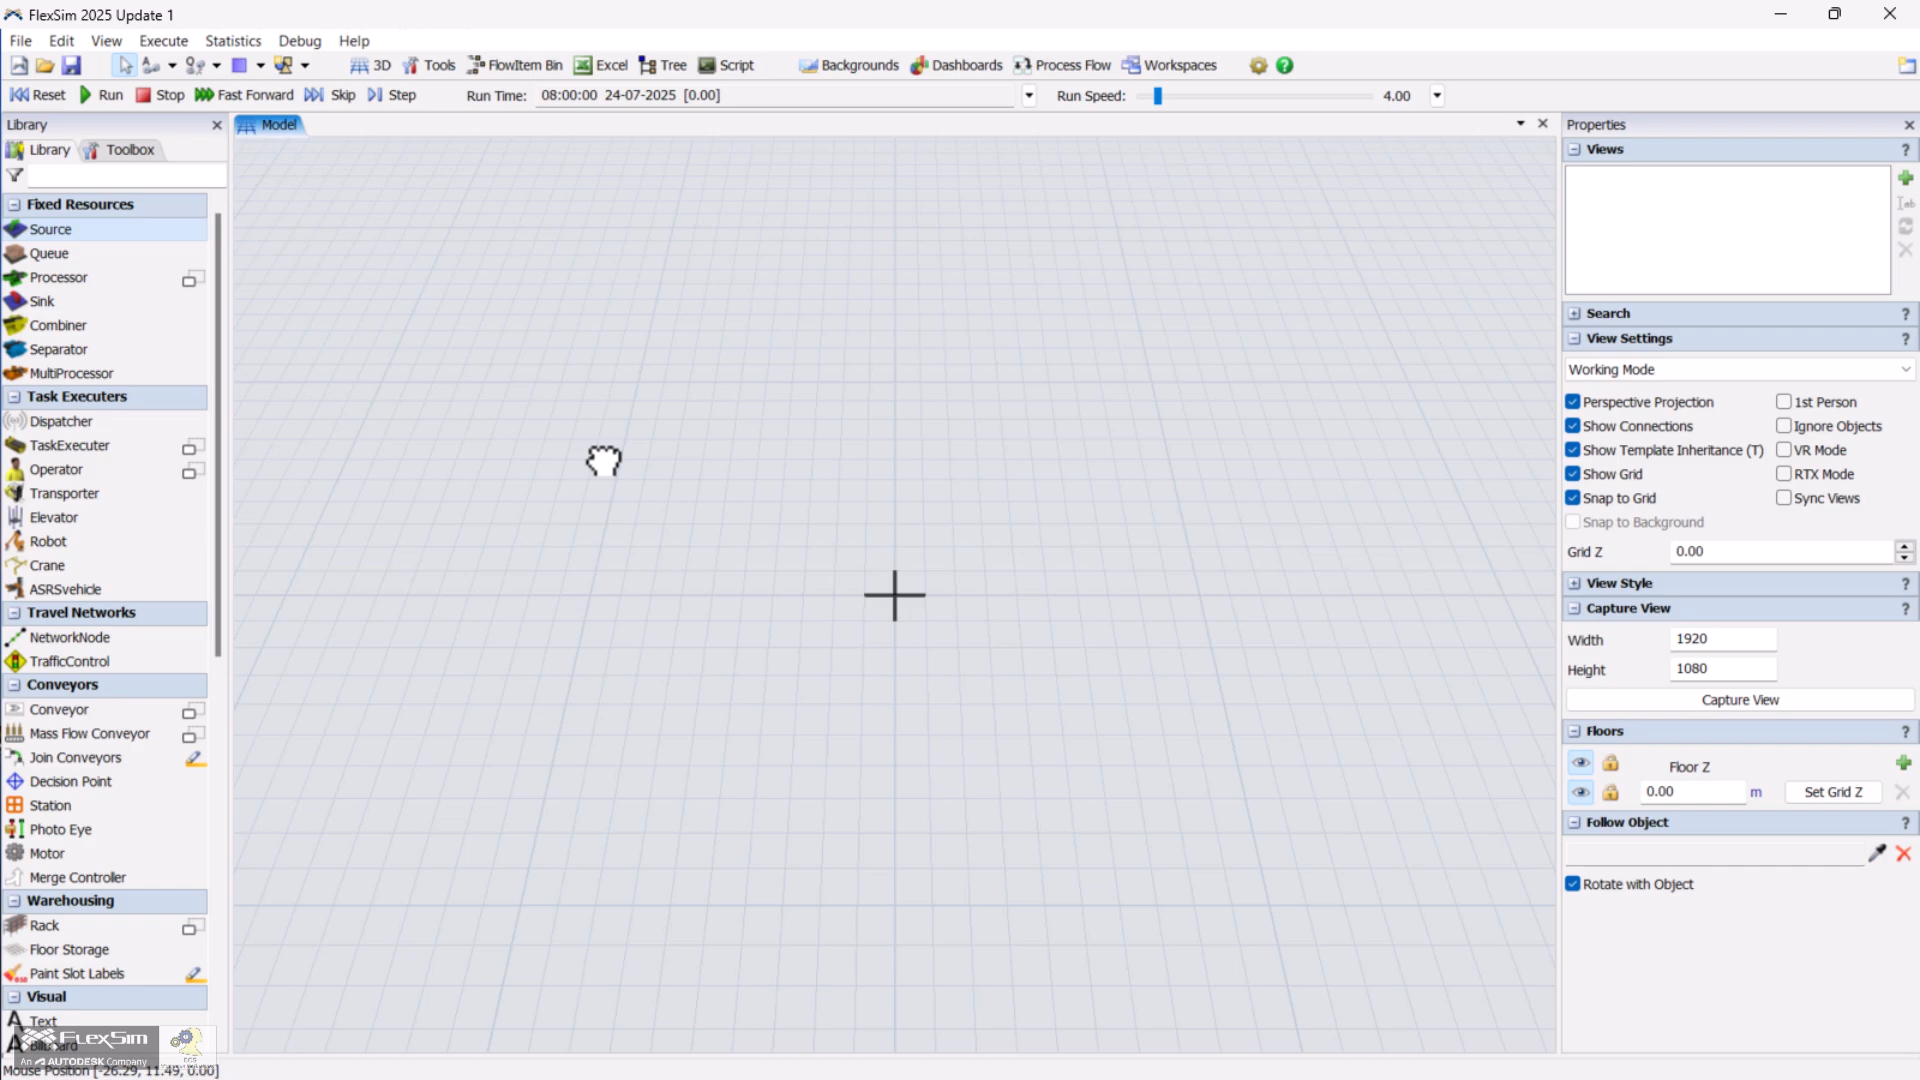 FlexSim 2025 Update 1
File Edit View Execute Statistics Debug Help
3D Tools FlowItem Bin Excel Tree Script Backgrounds Dashboards Process Flow Workspaces
Reset Run Stop Fast Forward Skip Step Run Time: 08:00:00 24-07-2025 [0.00] Run Speed: 4.00
Library
Library Toolbox
Fixed Resources
Source
Queue
Processor
Sink
Combiner
Separator
MultiProcessor
Task Executers
Dispatcher
TaskExecuter
Operator
Transporter
Elevator
Robot
Crane
ASRSvehicle
Travel Networks
NetworkNode
TrafficControl
Conveyors
Conveyor
Mass Flow Conveyor
Join Conveyors
Decision Point
Station
Photo Eye
Motor
Merge Controller
Warehousing
Rack
Floor Storage
Paint Slot Labels
Visual
Text
FlexSim
An AUTODESK Company
Mouse Position [-26.29, 11.49, 0.00]
Model
Properties
Views
Search
View Settings
Working Mode
Perspective Projection 1st Person
Show Connections Ignore Objects
Show Template Inheritance (T) VR Mode
Show Grid RTX Mode
Snap to Grid Sync Views
Snap to Background
Grid Z 0.00
View Style
Capture View
Width 1920
Height 1080
Capture View
Floors
Floor Z
0.00 m Set Grid Z
Follow Object
Rotate with Object